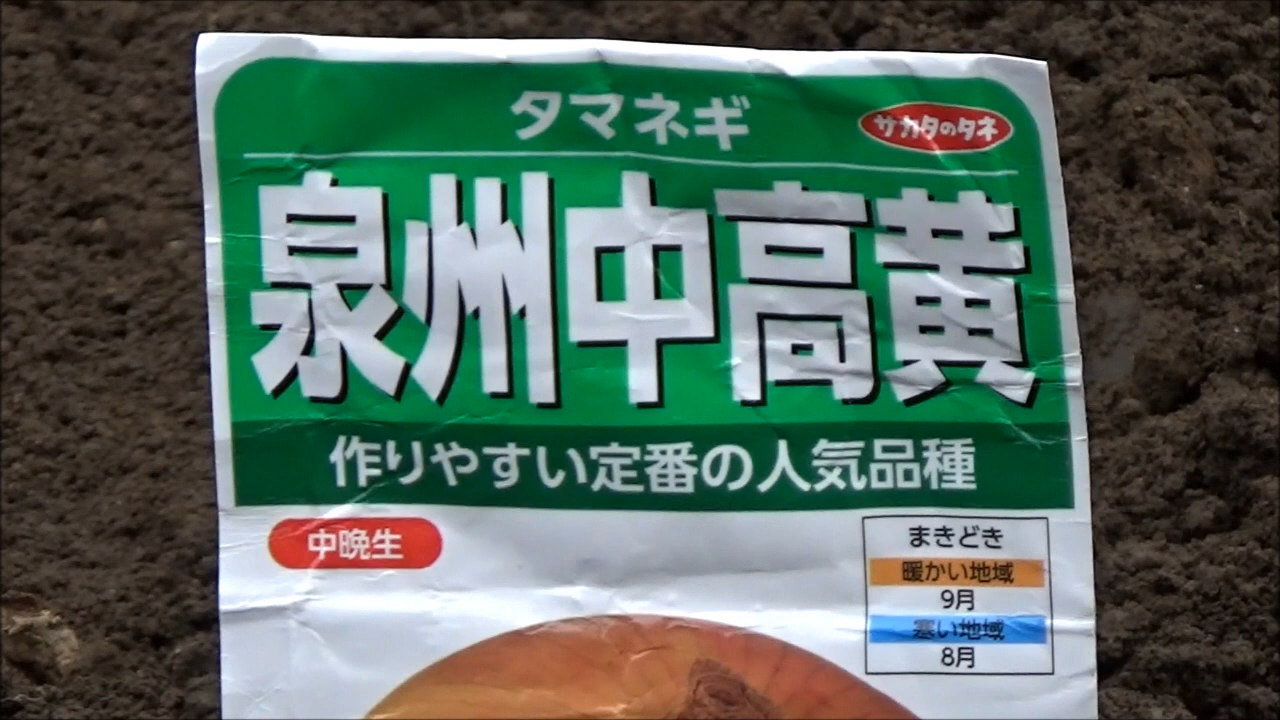 タマネギ
サカタのタネ
泉州中高黄
作りやすい定番の人気品種
中晩生
まきどき
暖かい地域
9月
寒い地域
8月